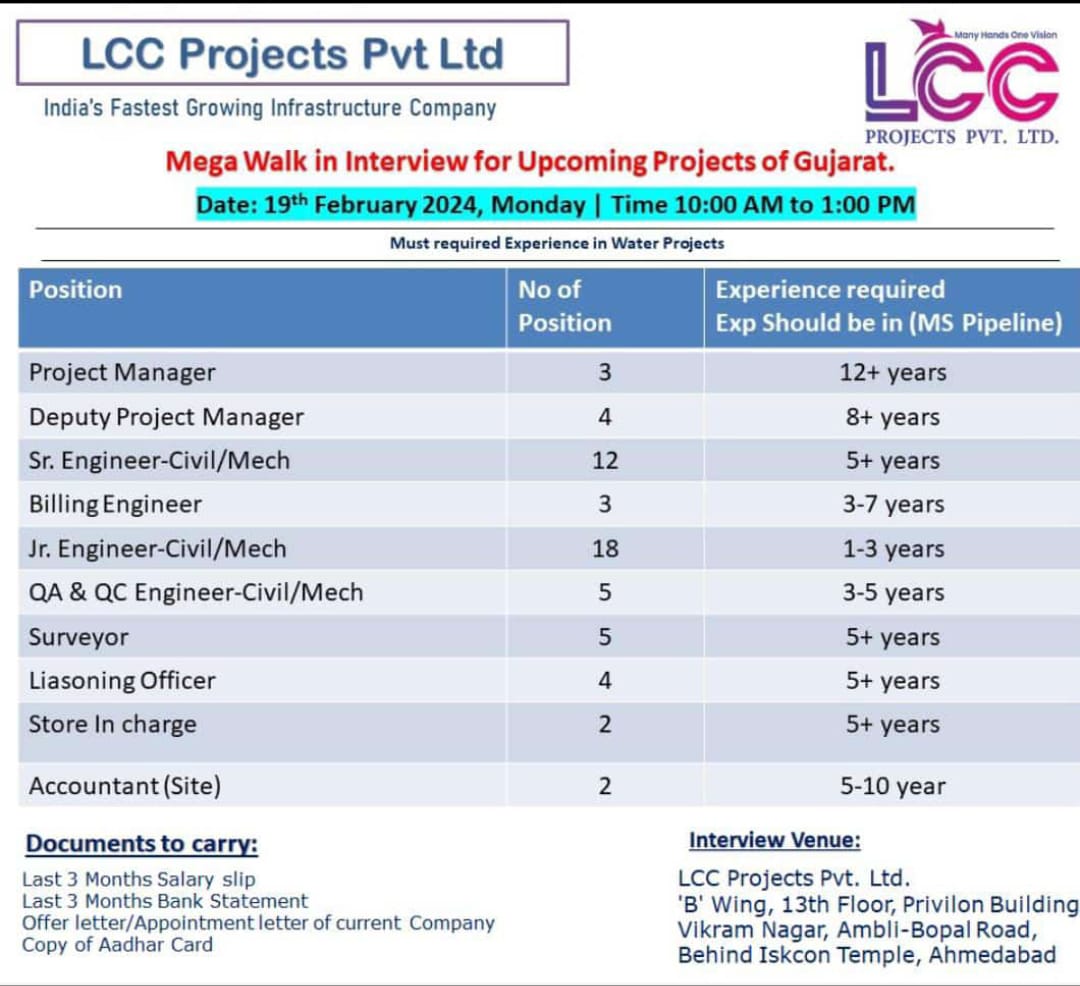 LCC Projects Pvt Ltd
India's Fastest Growing Infrastructure Company
Many Hands One Vision
LCC
PROJECTS PVT. LTD.
Mega Walk in Interview for Upcoming Projects of Gujarat.
Date: 19th February 2024, Monday | Time 10:00 AM to 1:00 PM
Must required Experience in Water Projects
Position No of Position Experience required Exp Should be in (MS Pipeline)
Project Manager 3 12+ years
Deputy Project Manager 4 8+ years
Sr. Engineer-Civil/Mech 12 5+ years
Billing Engineer 3 3-7 years
Jr. Engineer-Civil/Mech 18 1-3 years
QA & QC Engineer-Civil/Mech 5 3-5 years
Surveyor 5 5+ years
Liasoning Officer 4 5+ years
Store In charge 2 5+ years
Accountant (Site) 2 5-10 year
Documents to carry:
Last 3 Months Salary slip
Last 3 Months Bank Statement
Offer letter/Appointment letter of current Company
Copy of Aadhar Card
Interview Venue:
LCC Projects Pvt. Ltd.
'B' Wing, 13th Floor, Privilon Building
Vikram Nagar, Ambli-Bopal Road,
Behind Iskcon Temple, Ahmedabad